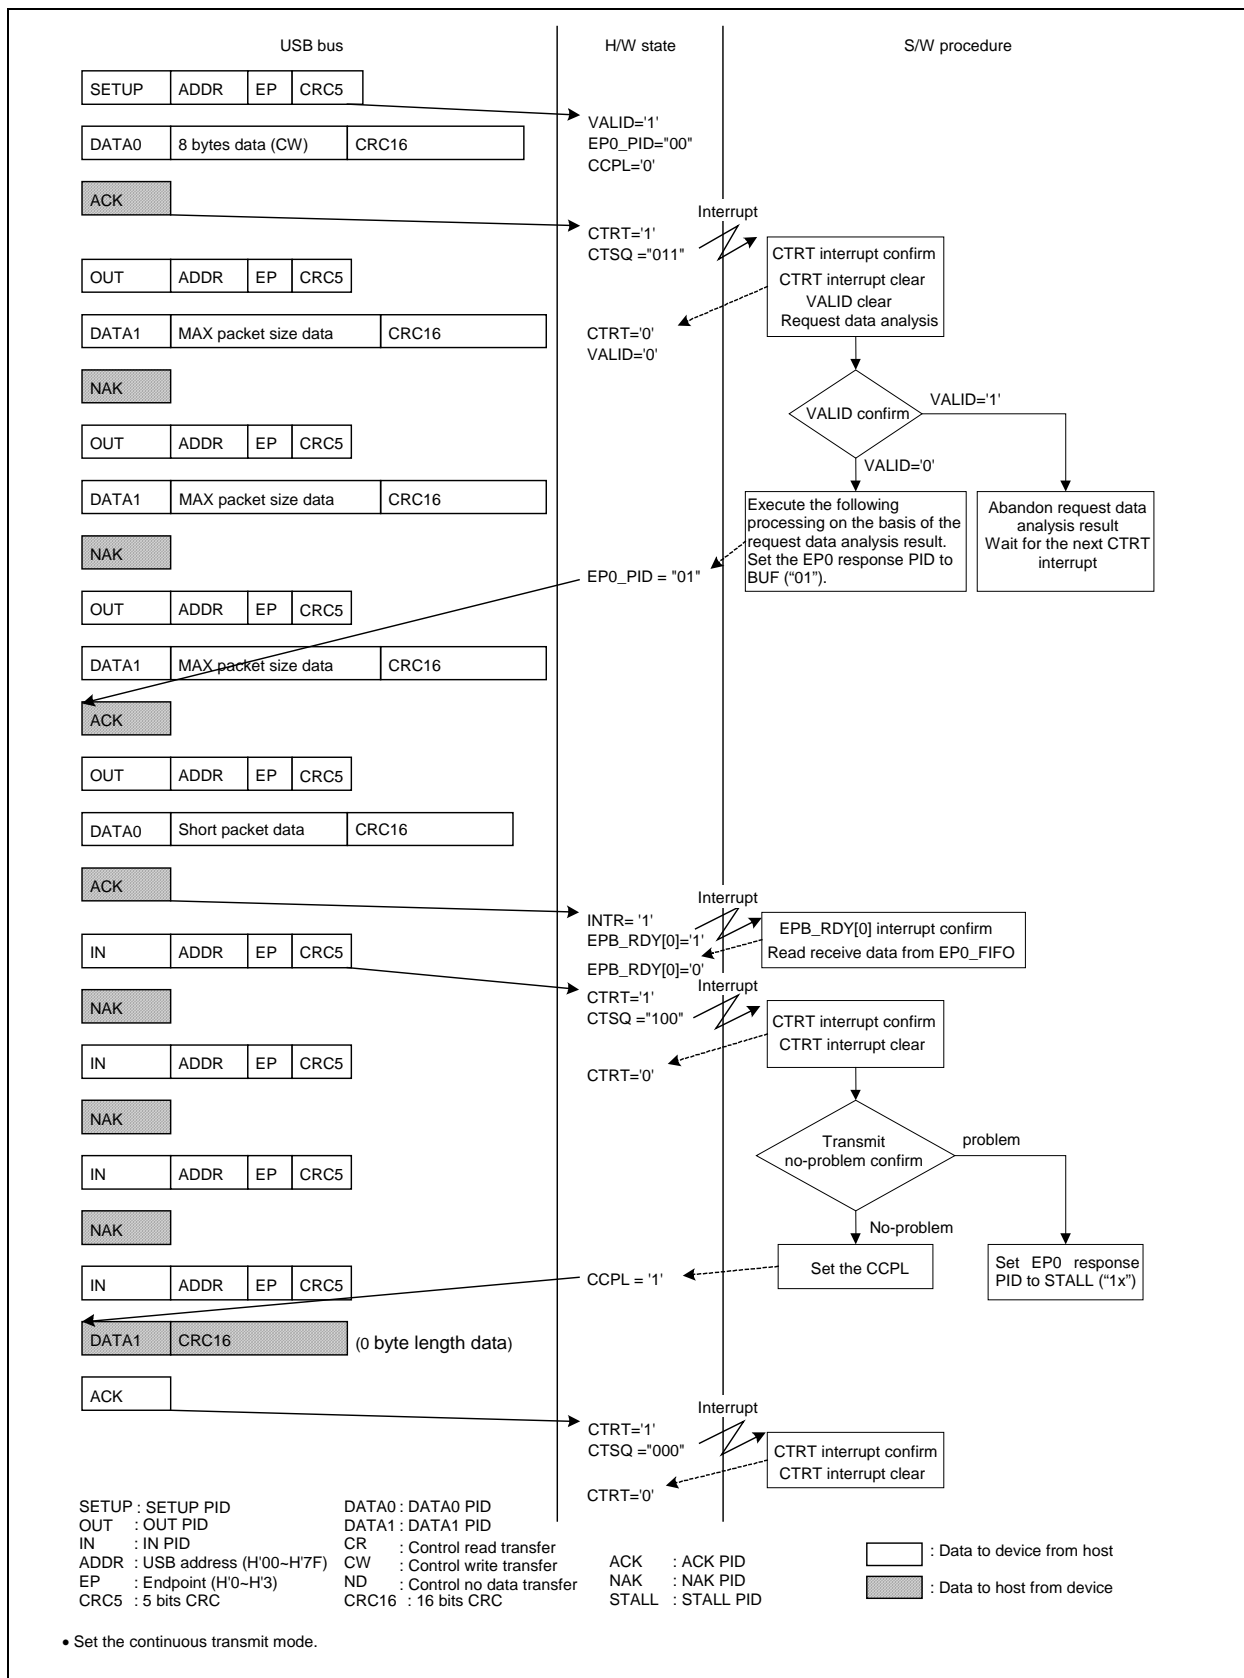 USB bus H/W state S/W procedure
SETUP ADDR EP CRC5
VALID='1'
DATA0 8 bytes data (CW) CRC16
EP0_PID="00"
CCPL='0'
ACK
Interrupt
CTRT='1'
CTSQ ="011"
CTRT interrupt confirm
CTRT interrupt clear
VALID clear
Request data analysis
OUT ADDR EP CRC5
DATA1 MAX packet size data CRC16
CTRT='0'
VALID='0'
NAK
VALID confirm
VALID='1'
VALID='0'
OUT ADDR EP CRC5
DATA1 MAX packet size data CRC16
Execute the following
processing on the basis of the
request data analysis result.
Set the EP0 response PID to
BUF (“01”).
Abandon request data
analysis result
Wait for the next CTRT
interrupt
NAK
EP0_PID = "01"
OUT ADDR EP CRC5
DATA1 MAX packet size data CRC16
ACK
OUT ADDR EP CRC5
DATA0 Short packet data CRC16
ACK
Interrupt
INTR= '1'
EPB_RDY[0]='1'
EPB_RDY[0] interrupt confirm
Read receive data from EP0_FIFO
IN ADDR EP CRC5
EPB_RDY[0]='0'
NAK
Interrupt
CTRT='1'
CTSQ ="100"
CTRT interrupt confirm
CTRT interrupt clear
IN ADDR EP CRC5
CTRT='0'
NAK
Transmit
no-problem confirm
problem
No-problem
IN ADDR EP CRC5
NAK
Set the CCPL
Set EP0 response
PID to STALL (“1x”)
IN ADDR EP CRC5
CCPL = '1'
DATA1 CRC16 (0 byte length data)
ACK
Interrupt
CTRT='1'
CTSQ ="000"
CTRT interrupt confirm
CTRT interrupt clear
CTRT='0'
SETUP : SETUP PID
OUT : OUT PID
IN : IN PID
ADDR : USB address (H'00~H'7F)
EP : Endpoint (H'0~H'3)
CRC5 : 5 bits CRC
DATA0 : DATA0 PID
DATA1 : DATA1 PID
CR : Control read transfer
CW : Control write transfer
ND : Control no data transfer
CRC16 : 16 bits CRC
ACK : ACK PID
NAK : NAK PID
STALL : STALL PID
: Data to device from host
: Data to host from device
• Set the continuous transmit mode.